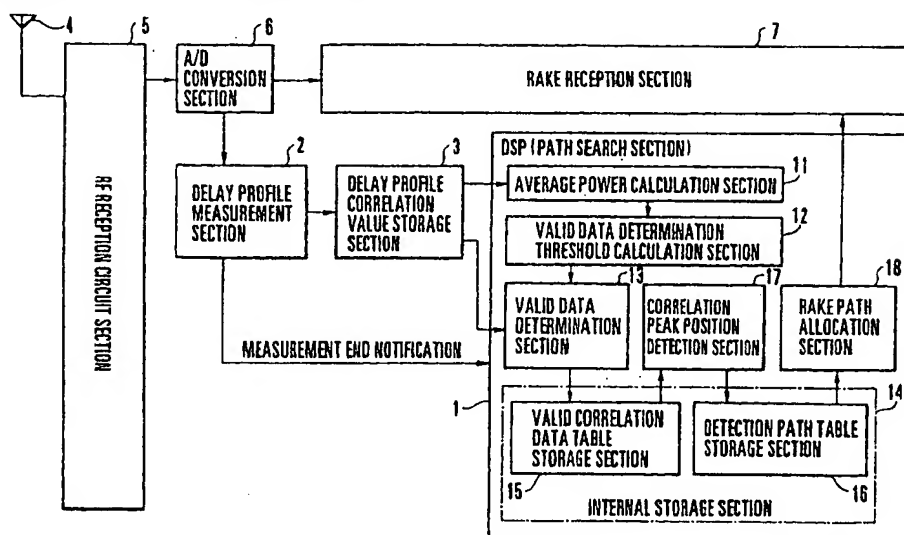 4
5
RF RECEPTION CIRCUIT SECTION
6
A/D
CONVERSION
SECTION
7
RAKE RECEPTION SECTION
2
DELAY PROFILE
MEASUREMENT
SECTION
3
DELAY PROFILE
CORRELATION
VALUE STORAGE
SECTION
MEASUREMENT END NOTIFICATION
1
DSP (PATH SEARCH SECTION)
11
AVERAGE POWER CALCULATION SECTION
12
VALID DATA DETERMINATION
THRESHOLD CALCULATION SECTION
13
VALID DATA
DETERMINATION
SECTION
17
CORRELATION
PEAK POSITION
DETECTION SECTION
18
RAKE PATH
ALLOCATION
SECTION
14
VALID CORRELATION
DATA TABLE
STORAGE SECTION
15
DETECTION PATH TABLE
STORAGE SECTION
16
INTERNAL STORAGE SECTION